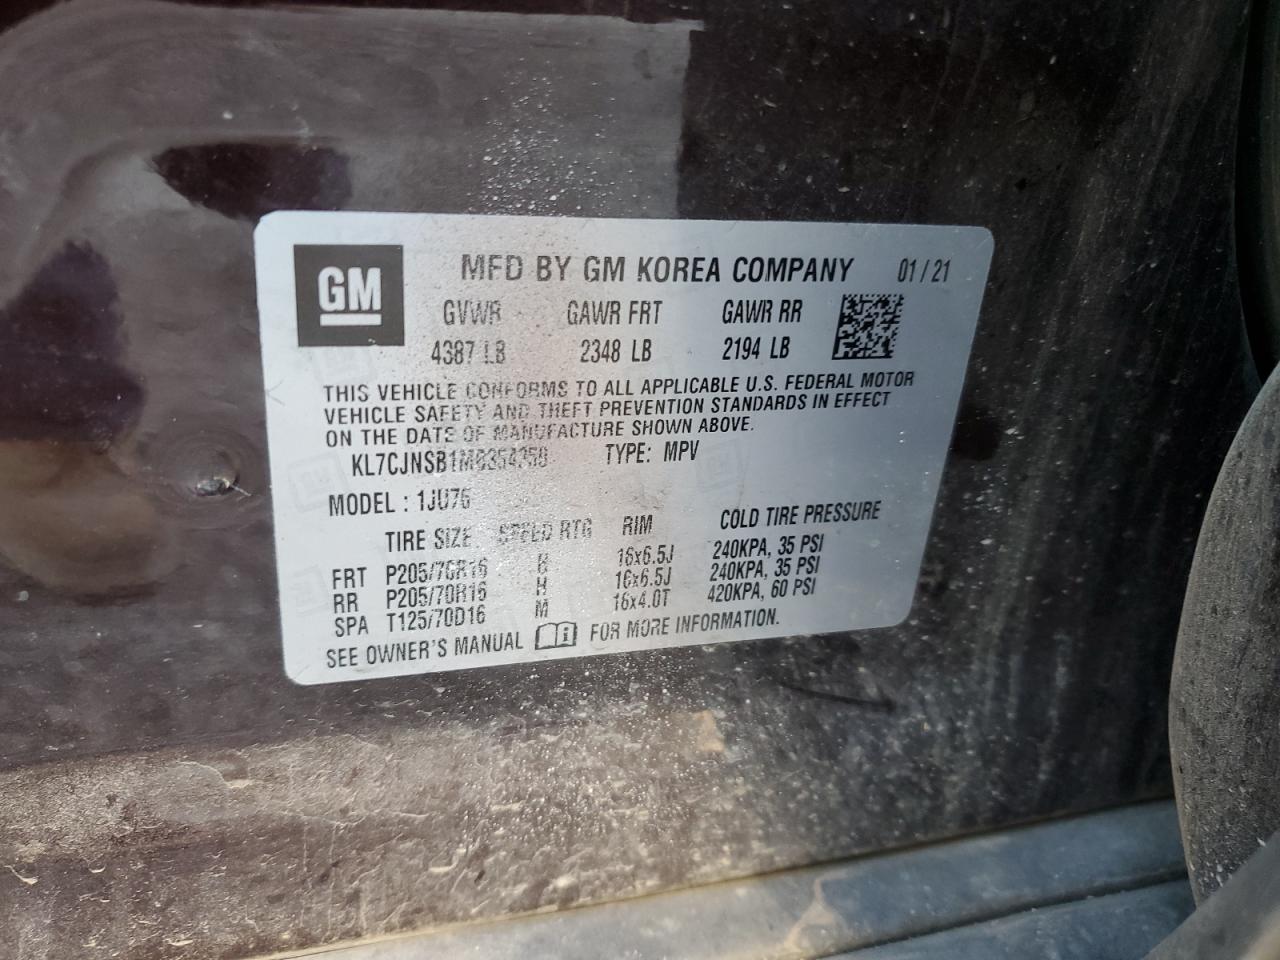 GM
MFD BY GM KOREA COMPANY 01/21
GVWR GAWR FRT GAWR RR
4387 LB 2348 LB 2194 LB
THIS VEHICLE CONFORMS TO ALL APPLICABLE U.S. FEDERAL MOTOR
VEHICLE SAFETY AND THEFT PREVENTION STANDARDS IN EFFECT
ON THE DATE OF MANUFACTURE SHOWN ABOVE.
TYPE: MPV
MODEL : 1JU76
TIRE SIZE SPEED RTG RIM COLD TIRE PRESSURE
FRT P205/70R16 H 16x6.5J 240KPA, 35 PSI
RR P205/70R16 H 16x6.5J 240KPA, 35 PSI
SPA T125/70D16 M 16x4.0T 420KPA, 60 PSI
SEE OWNER'S MANUAL FOR MORE INFORMATION.